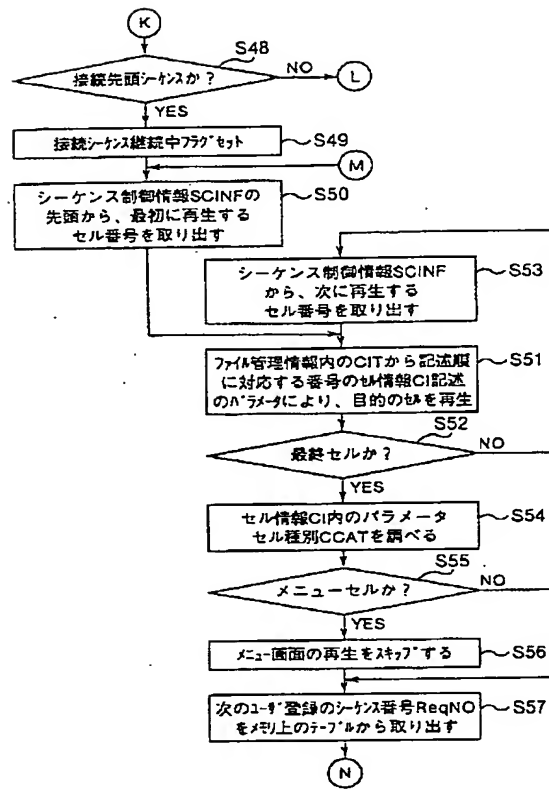 K
S48
接続先頭シーケンスか？
NO
L
YES
接続シーケンス継続中フラグセット
S49
M
シーケンス制御情報SCINFの
先頭から、最初に再生する
セル番号を取り出す
S50
シーケンス制御情報SCINF
から、次に再生する
セル番号を取り出す
S53
ファイル管理情報内のCITから記述順
に対応する番号のセル情報CI記述
のパラメータにより、目的のセルを再生
S51
S52
最終セルか？
NO
YES
セル情報CI内のパラメータ
セル種別CCATを調べる
S54
S55
メニューセルか？
NO
YES
メニュー画面の再生をスキップする
S56
次のユーザ登録のシーケンス番号ReqNO
をメモリ上のテーブルから取り出す
S57
N